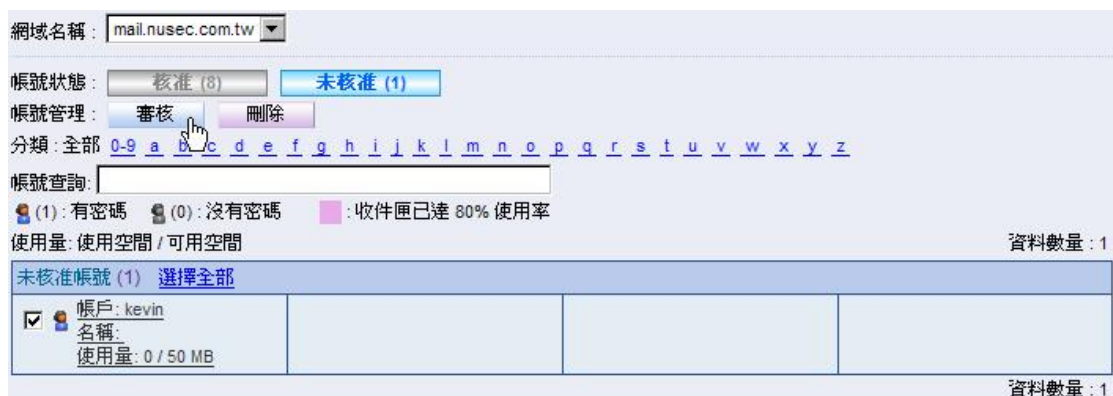 網域名稱 : mail.nusec.com.tw
帳號狀態 : 核准 (8) 未核准 (1)
帳號管理 : 審核 刪除
分類 : 全部 0-9 a b c d e f g h i j k l m n o p q r s t u v w x y z
帳號查詢:
(1) : 有密碼 (0) : 沒有密碼 : 收件匣已達 80% 使用率
使用量: 使用空間 / 可用空間 資料數量 : 1
未核准帳號 (1) 選擇全部
帳戶: kevin
名稱:
使用量: 0 / 50 MB
資料數量 : 1